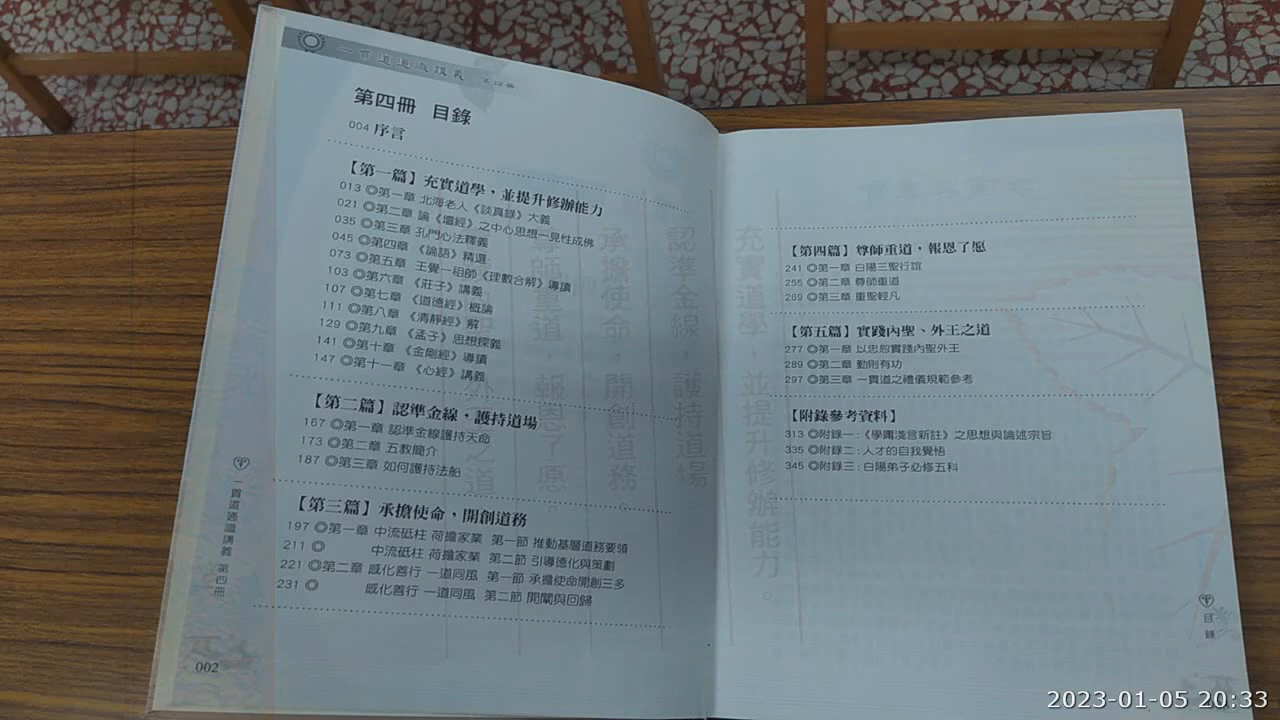 一貫道通識講義 第四冊
第四冊 目錄
004 序言
【第一篇】充實道學，並提升修辦能力
013 ◎第一章 北海老人《談真錄》大義
021 ◎第二章 論《壇經》之中心思想—見性成佛
035 ◎第三章 孔門心法釋義
045 ◎第四章 《論語》精選
073 ◎第五章 王覺一祖師《理數合解》導讀
103 ◎第六章 《莊子》講義
107 ◎第七章 《道德經》概論
111 ◎第八章 《清靜經》解
129 ◎第九章 《孟子》思想探義
141 ◎第十章 《金剛經》導讀
147 ◎第十一章 《心經》講義
【第二篇】認準金線，護持道場
167 ◎第一章 認準金線護持天命
173 ◎第二章 五教簡介
187 ◎第三章 如何護持法船
【第三篇】承擔使命，開創道務
197 ◎第一章 中流砥柱 荷擔家業 第一節 推動基層道務要領
211 ◎ 中流砥柱 荷擔家業 第二節 引導德化與策劃
221 ◎第二章 感化善行 一道同風 第一節 承擔使命開創三多
231 ◎ 感化善行 一道同風 第二節 開闡與回歸
一貫道通識講義 第四冊
002
【第四篇】尊師重道，報恩了愿
241 ◎第一章 白陽三聖行誼
255 ◎第二章 尊師重道
269 ◎第三章 重聖輕凡
【第五篇】實踐內聖、外王之道
277 ◎第一章 以忠恕實踐內聖外王
289 ◎第二章 動則有功
297 ◎第三章 一貫道之禮儀規範參考
【附錄參考資料】
313 ◎附錄一：《學庸淺言新註》之思想與論述宗旨
335 ◎附錄二：人才的自我覺悟
345 ◎附錄三：白陽弟子必修五科
目錄
充實道學，並提升修辦能力。
認準金線，護持道場
承擔使命，開創道務。
師重道，報恩了愿。
外 之道
2023-01-05 20:33